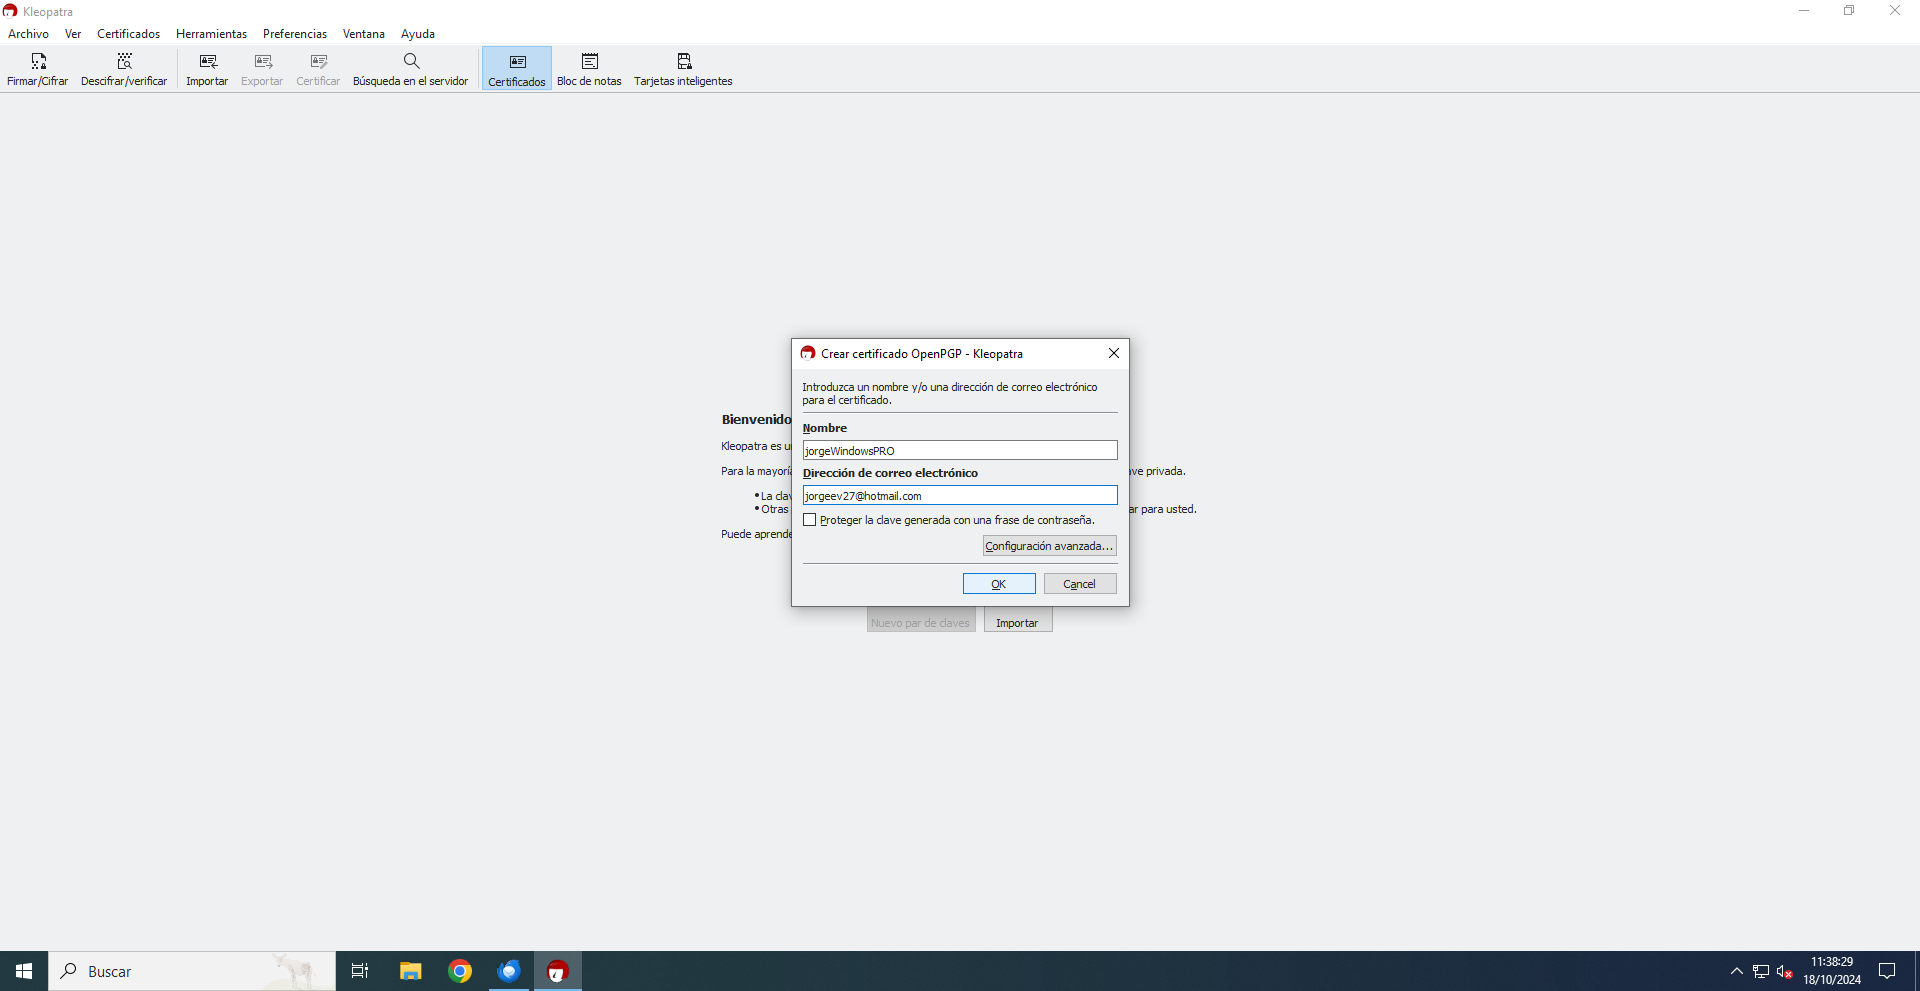 Kleopatra
Archivo Ver Certificados Herramientas Preferencias Ventana Ayuda
Firmar/Cifrar Descifrar/verificar Importar Exportar Certificar Búsqueda en el servidor Certificados Bloc de notas Tarjetas inteligentes
Crear certificado OpenPGP - Kleopatra
Introduzca un nombre y/o una dirección de correo electrónico
para el certificado.
Bienvenido
Nombre
Kleopatra es u
jorgeWindowsPRO
Para la mayorí
Dirección de correo electrónico
ave privada.
• La clav
jorgeev27@hotmail.com
• Otras
ar para usted.
Proteger la clave generada con una frase de contraseña.
Puede aprende
Configuración avanzada...
OK Cancel
Nuevo par de claves Importar
Buscar
11:38:29
18/10/2024